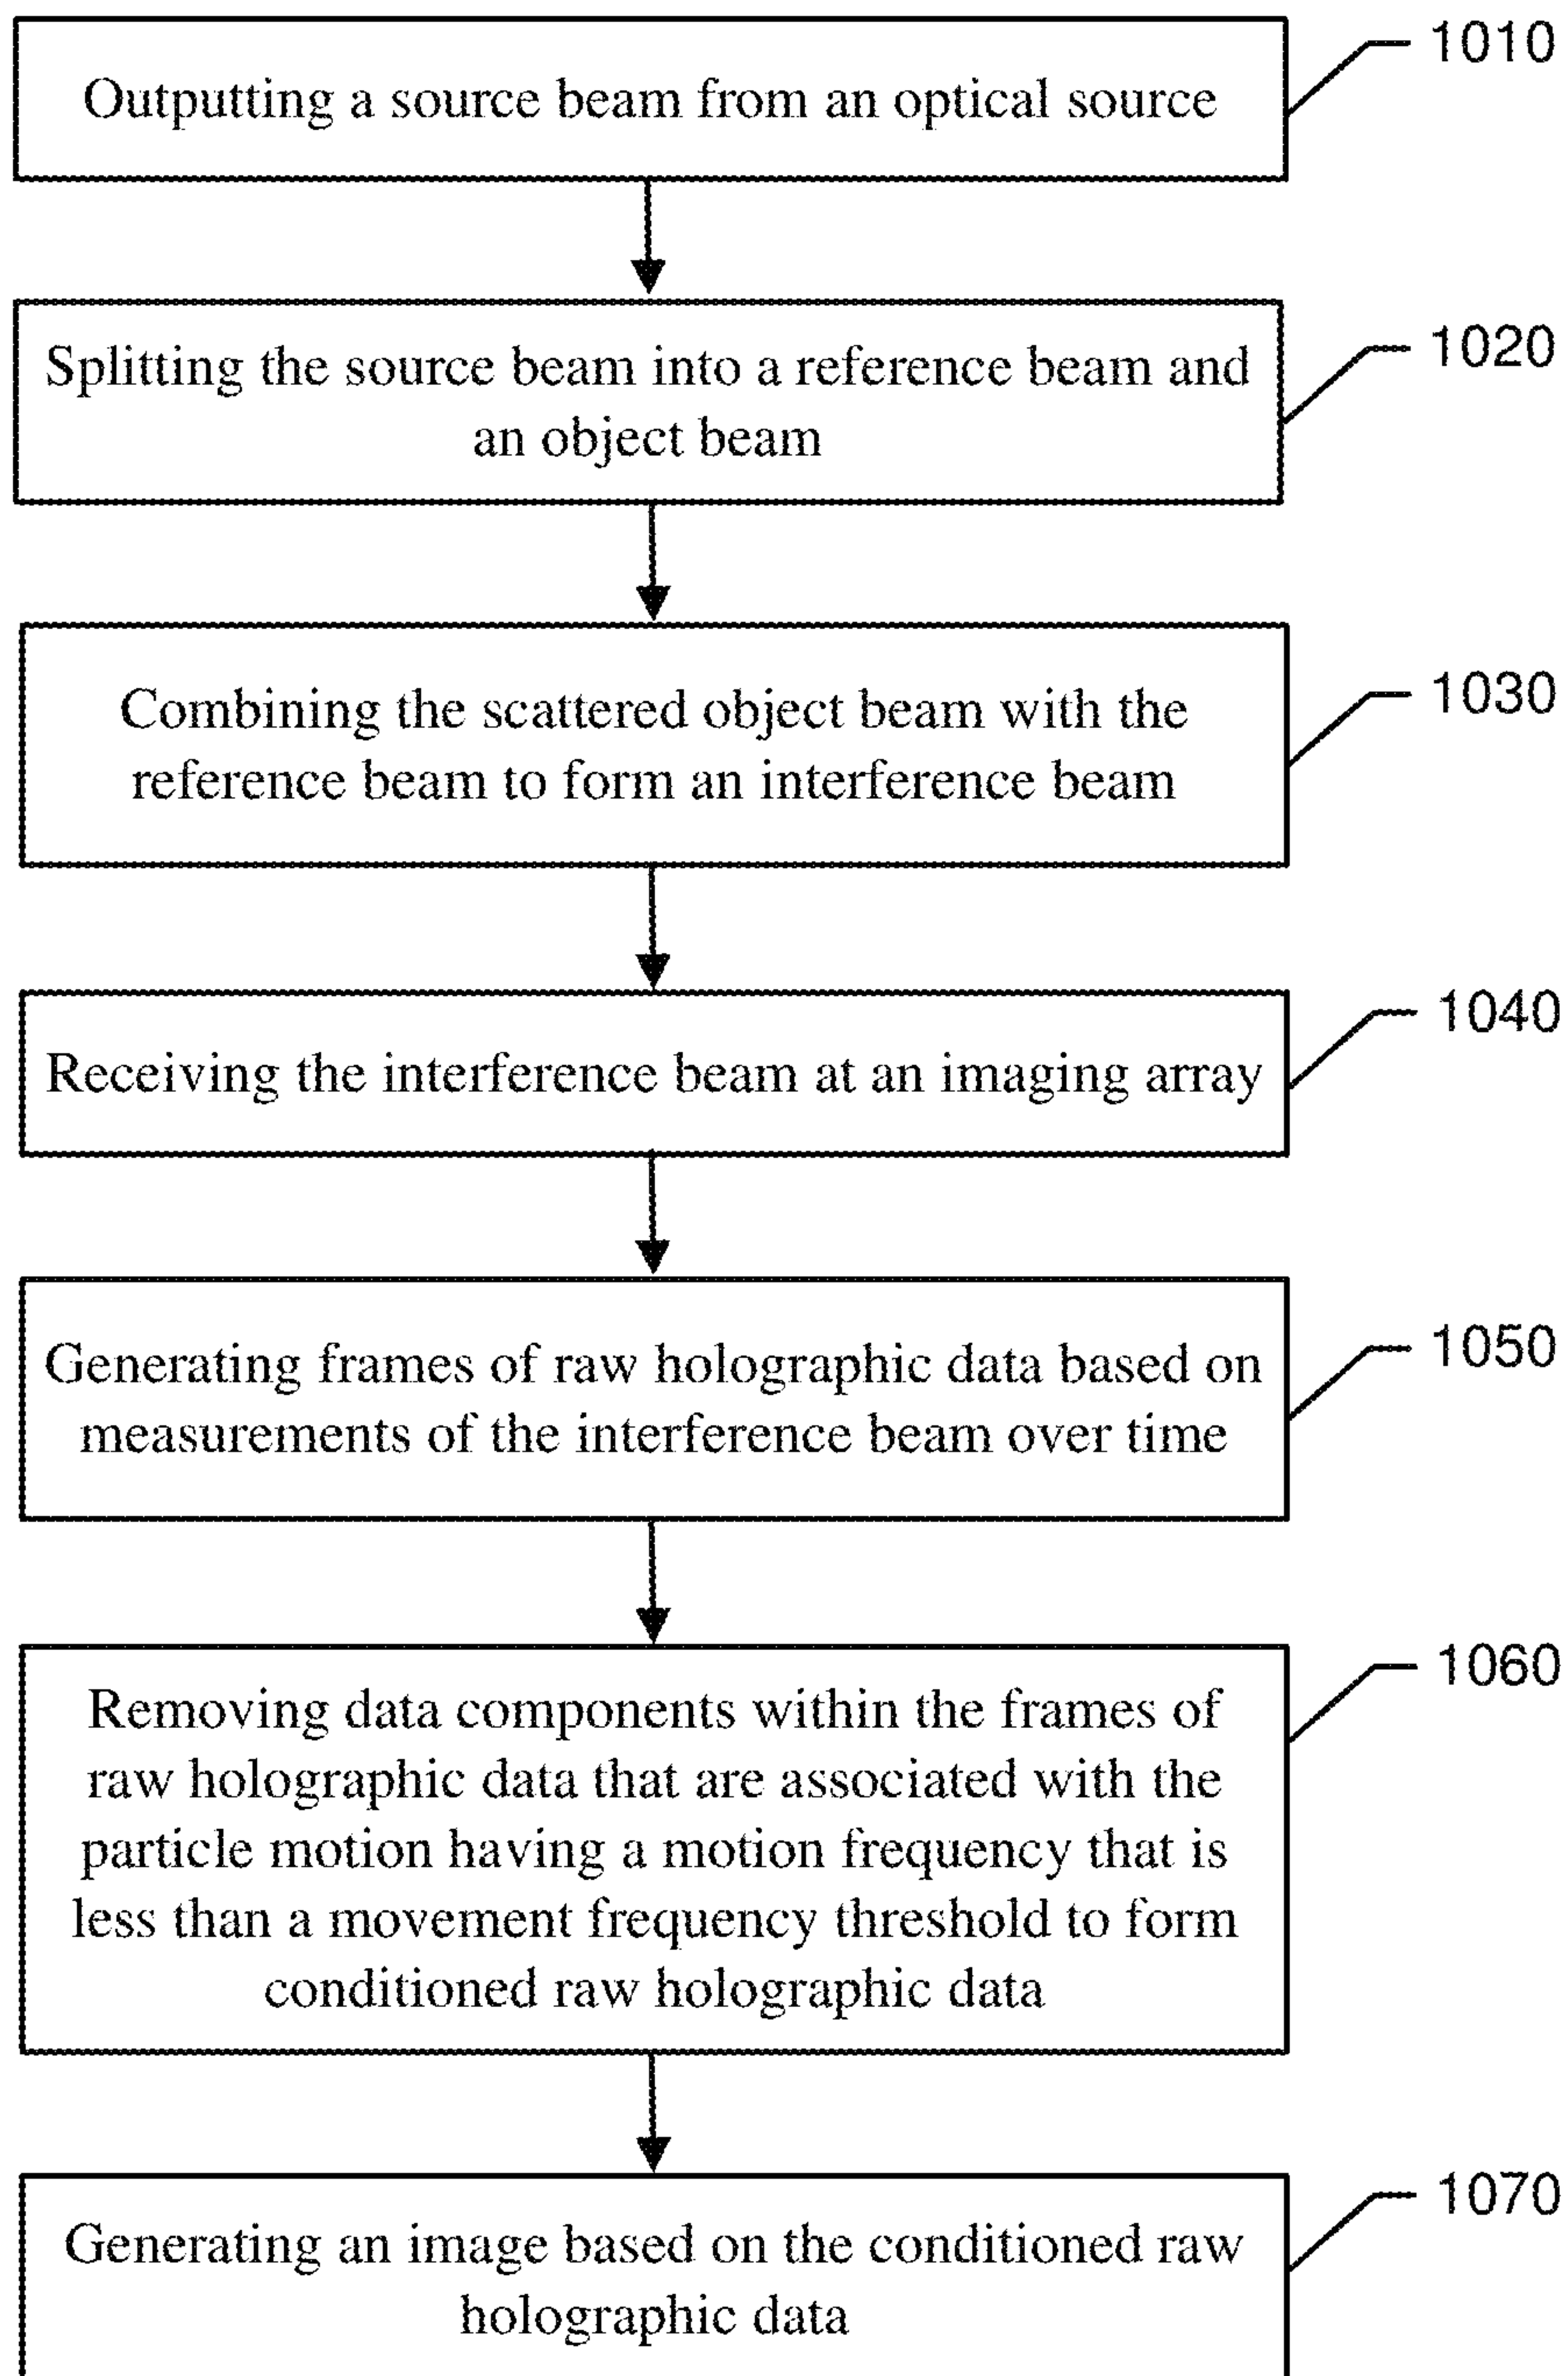 1010
Outputting a source beam from an optical source
1020
Splitting the source beam into a reference beam and
an object beam
1030
Combining the scattered object beam with the
reference beam to form an interference beam
1040
Receiving the interference beam at an imaging array
1050
Generating frames of raw holographic data based on
measurements of the interference beam over time
1060
Removing data components within the frames of
raw holographic data that are associated with the
particle motion having a motion frequency that is
less than a movement frequency threshold to form
conditioned raw holographic data
1070
Generating an image based on the conditioned raw
holographic data